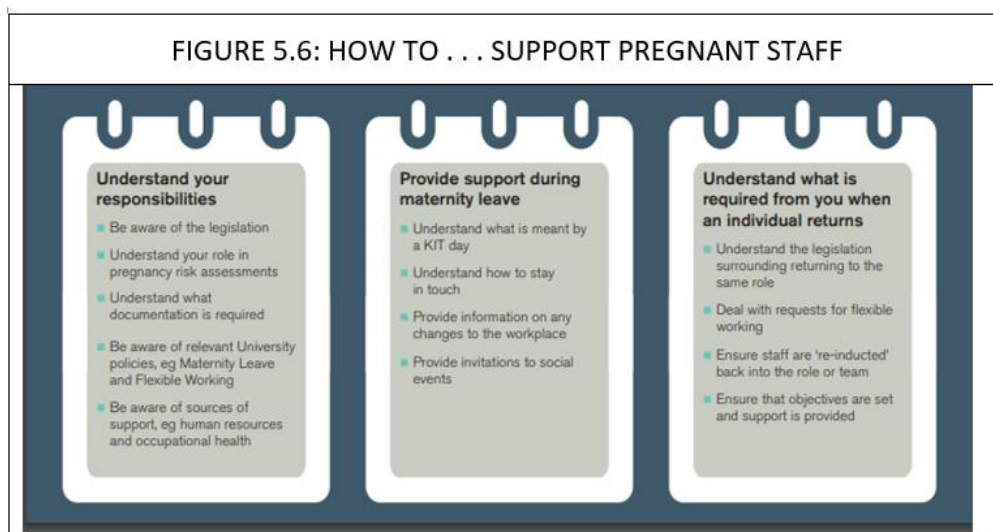 FIGURE 5.6: HOW TO . . . SUPPORT PREGNANT STAFF
Understand your
responsibilities
Be aware of the legislation
Understand your role in
pregnancy risk assessments
Understand what
documentation is required
Be aware of relevant University
policies, eg Maternity Leave
and Flexible Working
Be aware of sources of
support, eg human resources
and occupational health
Provide support during
maternity leave
Understand what is meant by
a KIT day
Understand how to stay
in touch
Provide information on any
changes to the workplace
Provide invitations to social
events
Understand what is
required from you when
an individual returns
Understand the legislation
surrounding returning to the
same role
Deal with requests for flexible
working
Ensure staff are ‘re-inducted’
back into the role or team
Ensure that objectives are set
and support is provided